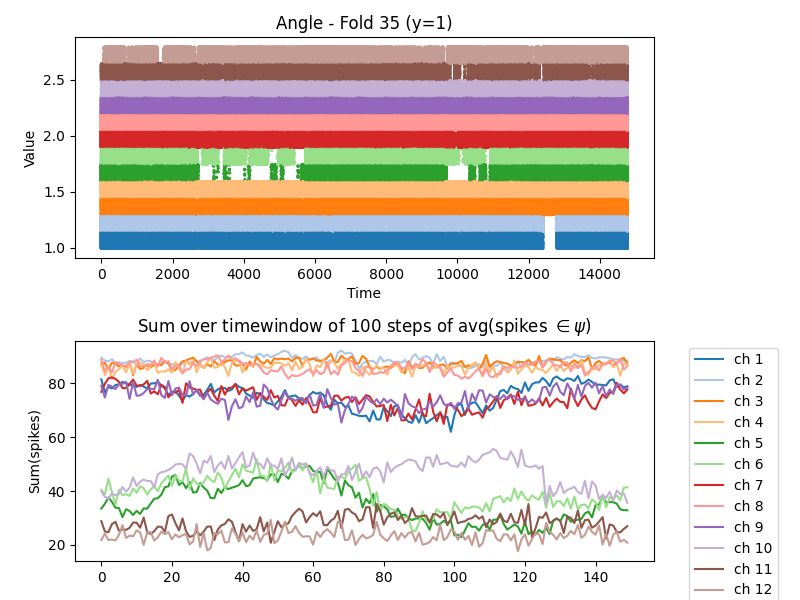 Angle - Fold 35 (y=1)
Value
2.5
2.0
1.5
1.0
0 2000 4000 6000 8000 10000 12000 14000
Time
Sum over timewindow of 100 steps of avg(spikes ∈ ψ)
Sum(spikes)
80
60
40
20
0 20 40 60 80 100 120 140
ch 1
ch 2
ch 3
ch 4
ch 5
ch 6
ch 7
ch 8
ch 9
ch 10
ch 11
ch 12